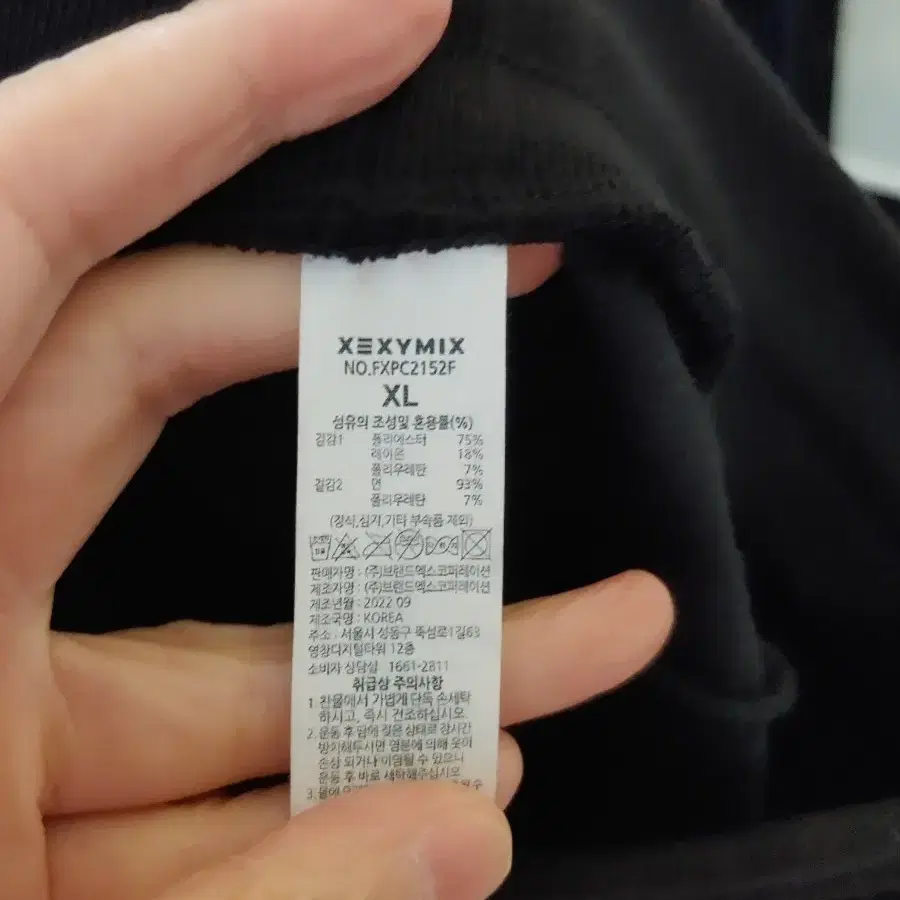 XEXYMIX
NO.FXPC2152F
XL
섬유의 조성및 혼용률(%)
겉감1 폴리에스터 75%
레이온 18%
폴리우레탄 7%
겉감2 면 93%
폴리우레탄 7%
(장식,심지,기타 부속품 제외)
판매자명 : (주)브랜드엑스코퍼레이션
제조자명 : (주)브랜드엑스코퍼레이션
제조년월 : 2022 09
제조국명 : KOREA
주소 : 서울시 성동구 뚝섬로1길63
영창디지털타워 12층
소비자 상담실 1661-2811
취급상 주의사항
1. 찬물에서 가볍게 단독 손세탁
하시고, 즉시 건조하십시오.
2. 운동 후 땀에 젖은 상태로 장시간
방치해두시면 염분에 의해 옷이
손상 되거나 이염될 수 있으니
운동 후 바로 세탁해주십시오
3. 물에